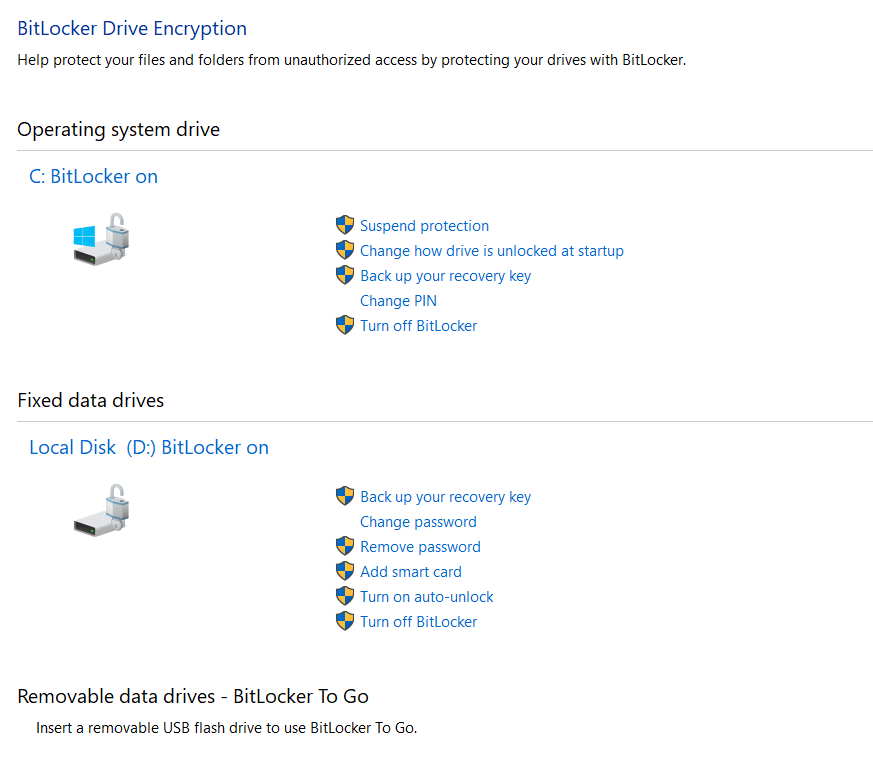 BitLocker Drive Encryption
Help protect your files and folders from unauthorized access by protecting your drives with BitLocker.
Operating system drive
C: BitLocker on
Suspend protection
Change how drive is unlocked at startup
Back up your recovery key
Change PIN
Turn off BitLocker
Fixed data drives
Local Disk (D:) BitLocker on
Back up your recovery key
Change password
Remove password
Add smart card
Turn on auto-unlock
Turn off BitLocker
Removable data drives - BitLocker To Go
Insert a removable USB flash drive to use BitLocker To Go.